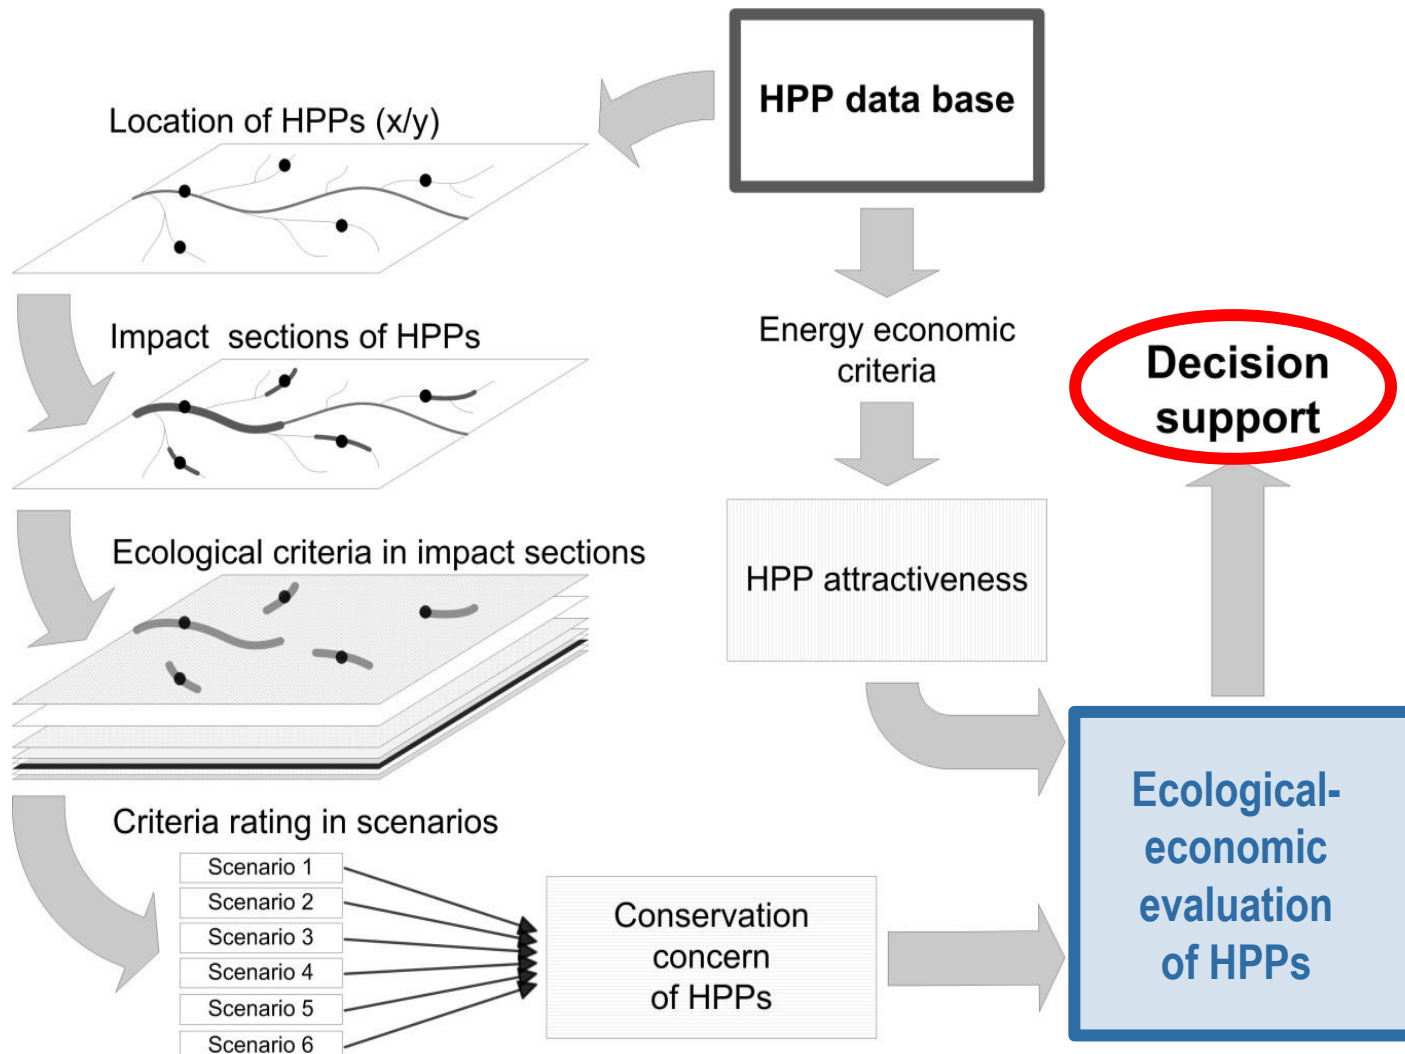 HPP data base
Location of HPPs (x/y)
Impact sections of HPPs
Energy economic
criteria
Decision
support
Ecological criteria in impact sections
HPP attractiveness
Criteria rating in scenarios
Scenario 1
Scenario 2
Scenario 3
Scenario 4
Scenario 5
Scenario 6
Conservation
concern
of HPPs
Ecological-
economic
evaluation
of HPPs